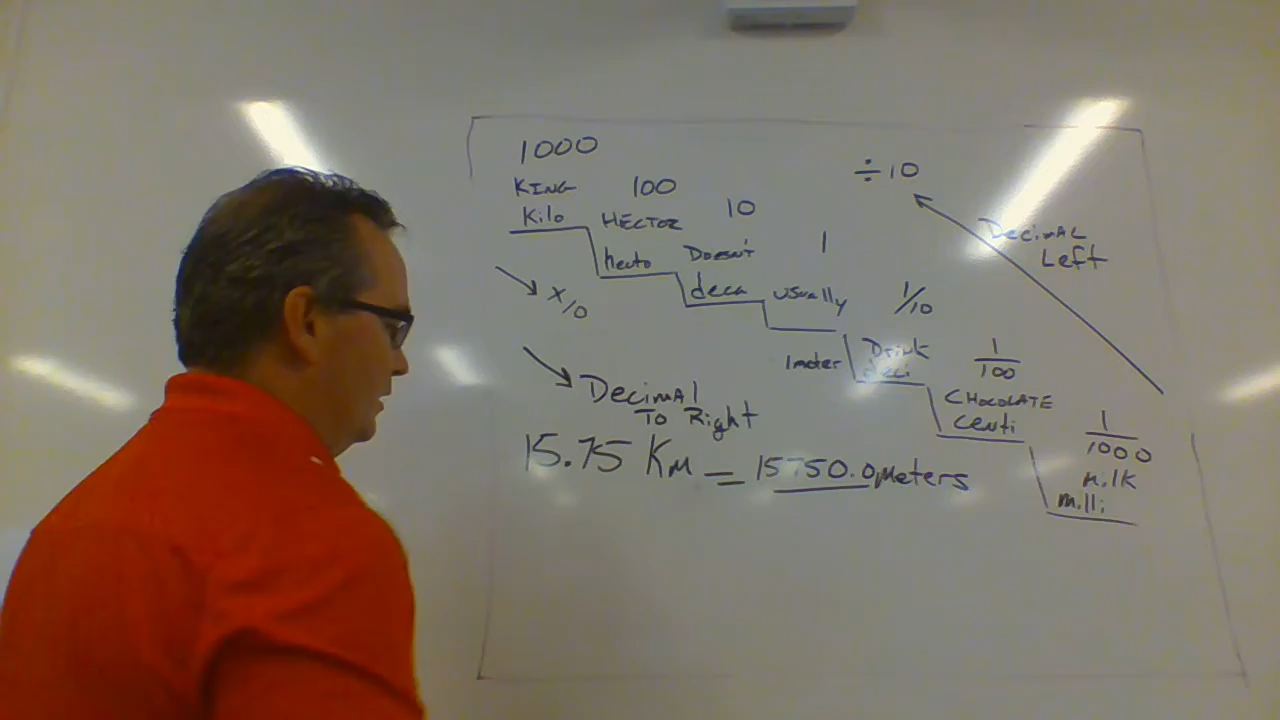 1000
KING
Kilo
100
HECTOR
hecto
10
Doesn't
deca
1
usually
1 meter
1/10
Drink
deci
1/100
CHOCOLATE
centi
1/1000
milk
milli
÷10
Decimal
Left
x10
Decimal
To Right
15.75 Km = 15750.0 meters